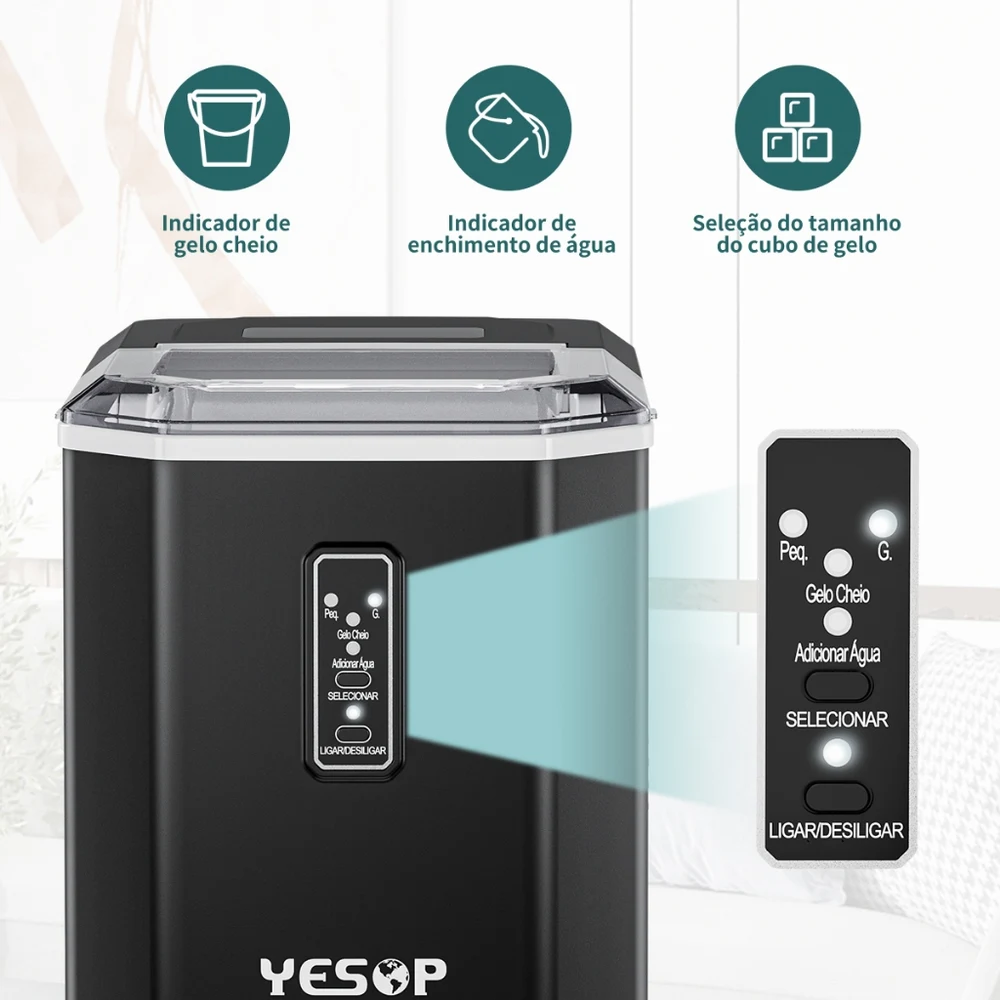 Indicador de
gelo cheio
Indicador de
enchimento de água
Seleção do tamanho
do cubo de gelo
Peq. G.
Gelo Cheio
Adicionar Água
SELECIONAR
LIGAR/DESILIGAR
Peq. G.
Gelo Cheio
Adicionar Água
SELECIONAR
LIGAR/DESILIGAR
YESOP